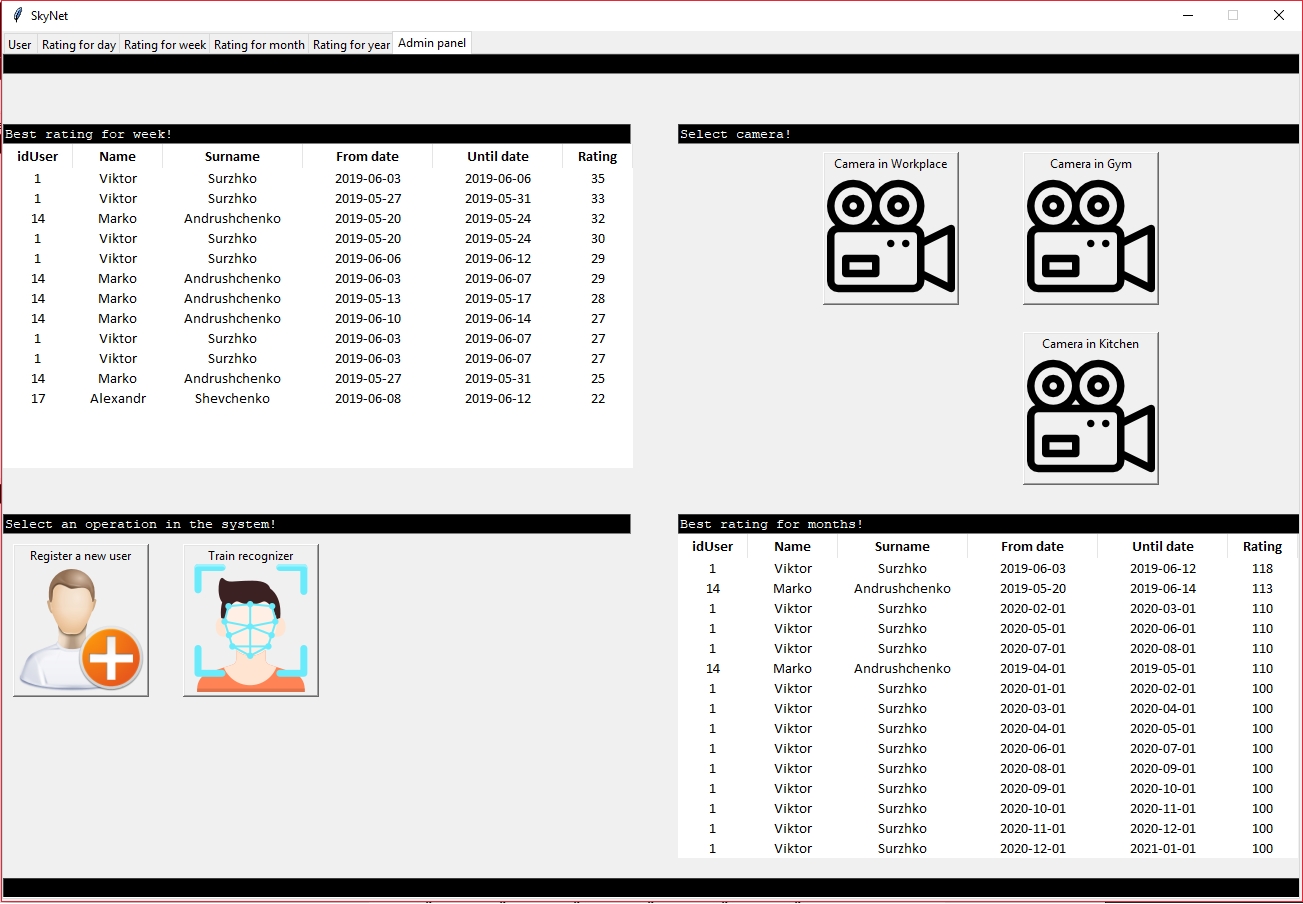 SkyNet
User Rating for day Rating for week Rating for month Rating for year Admin panel
Best rating for week!
idUser Name Surname From date Until date Rating
1 Viktor Surzhko 2019-06-03 2019-06-06 35
1 Viktor Surzhko 2019-05-27 2019-05-31 33
14 Marko Andrushchenko 2019-05-20 2019-05-24 32
1 Viktor Surzhko 2019-05-20 2019-05-24 30
1 Viktor Surzhko 2019-06-06 2019-06-12 29
14 Marko Andrushchenko 2019-06-03 2019-06-07 29
14 Marko Andrushchenko 2019-05-13 2019-05-17 28
14 Marko Andrushchenko 2019-06-10 2019-06-14 27
1 Viktor Surzhko 2019-06-03 2019-06-07 27
1 Viktor Surzhko 2019-06-03 2019-06-07 27
14 Marko Andrushchenko 2019-05-27 2019-05-31 25
17 Alexandr Shevchenko 2019-06-08 2019-06-12 22
Select camera!
Camera in Workplace Camera in Gym
Camera in Kitchen
Select an operation in the system!
Register a new user Train recognizer
Best rating for months!
idUser Name Surname From date Until date Rating
1 Viktor Surzhko 2019-06-03 2019-06-12 118
14 Marko Andrushchenko 2019-05-20 2019-06-14 113
1 Viktor Surzhko 2020-02-01 2020-03-01 110
1 Viktor Surzhko 2020-05-01 2020-06-01 110
1 Viktor Surzhko 2020-07-01 2020-08-01 110
14 Marko Andrushchenko 2019-04-01 2019-05-01 110
1 Viktor Surzhko 2020-01-01 2020-02-01 100
1 Viktor Surzhko 2020-03-01 2020-04-01 100
1 Viktor Surzhko 2020-04-01 2020-05-01 100
1 Viktor Surzhko 2020-06-01 2020-07-01 100
1 Viktor Surzhko 2020-08-01 2020-09-01 100
1 Viktor Surzhko 2020-09-01 2020-10-01 100
1 Viktor Surzhko 2020-10-01 2020-11-01 100
1 Viktor Surzhko 2020-11-01 2020-12-01 100
1 Viktor Surzhko 2020-12-01 2021-01-01 100